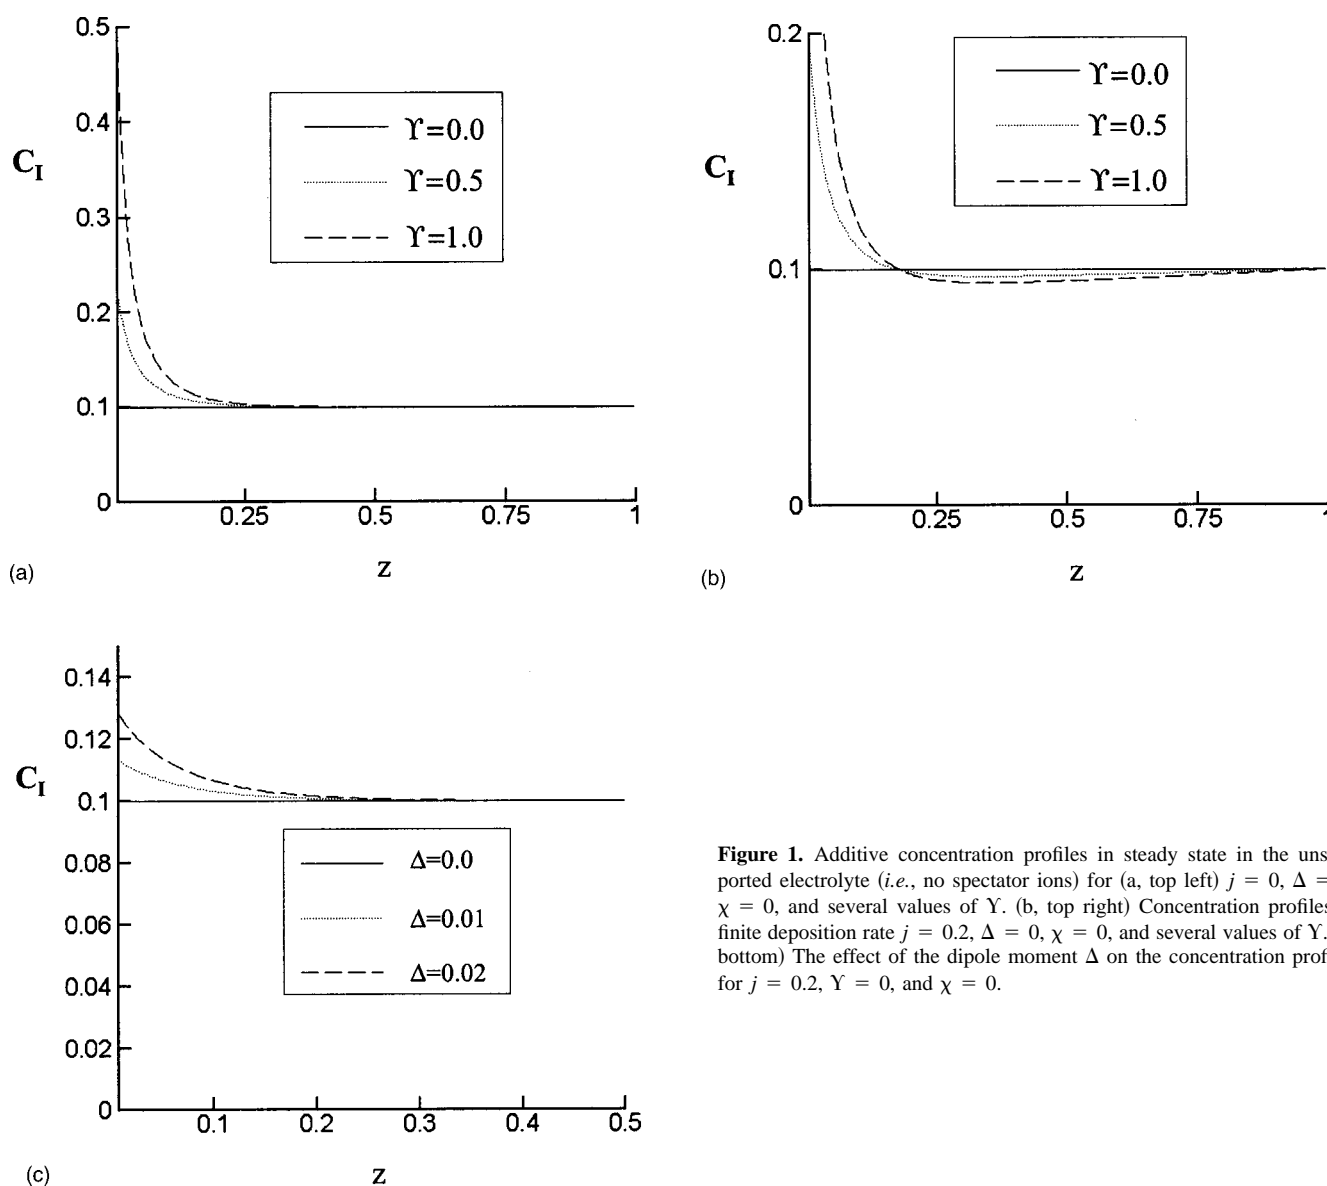 0.5
0.4
0.3
0.2
0.1
0
C_I
ϒ=0.0
ϒ=0.5
ϒ=1.0
0.25 0.5 0.75 1
z
(a)
0.2
0.1
0
C_I
ϒ=0.0
ϒ=0.5
ϒ=1.0
0.25 0.5 0.75
z
(b)
0.14
0.12
0.1
0.08
0.06
0.04
0.02
0
C_I
Δ=0.0
Δ=0.01
Δ=0.02
0.1 0.2 0.3 0.4 0.5
z
(c)
Figure 1. Additive concentration profiles in steady state in the uns
ported electrolyte (i.e., no spectator ions) for (a, top left) j = 0, Δ =
χ = 0, and several values of ϒ. (b, top right) Concentration profiles
finite deposition rate j = 0.2, Δ = 0, χ = 0, and several values of ϒ.
bottom) The effect of the dipole moment Δ on the concentration prof
for j = 0.2, ϒ = 0, and χ = 0.